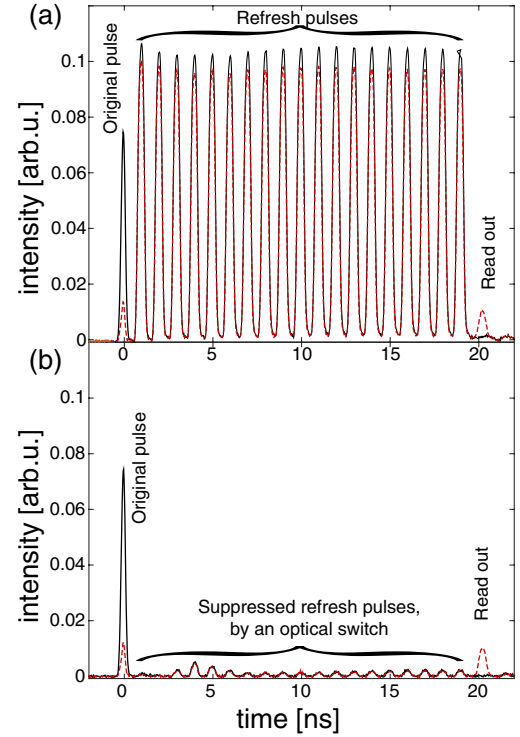 (a)
Refresh pulses
Original pulse
Read out
intensity [arb.u.]
0.1
0.08
0.06
0.04
0.02
0
0 5 10 15 20
(b)
Original pulse
Suppressed refresh pulses,
by an optical switch
Read out
intensity [arb.u.]
0.1
0.08
0.06
0.04
0.02
0
0 5 10 15 20
time [ns]